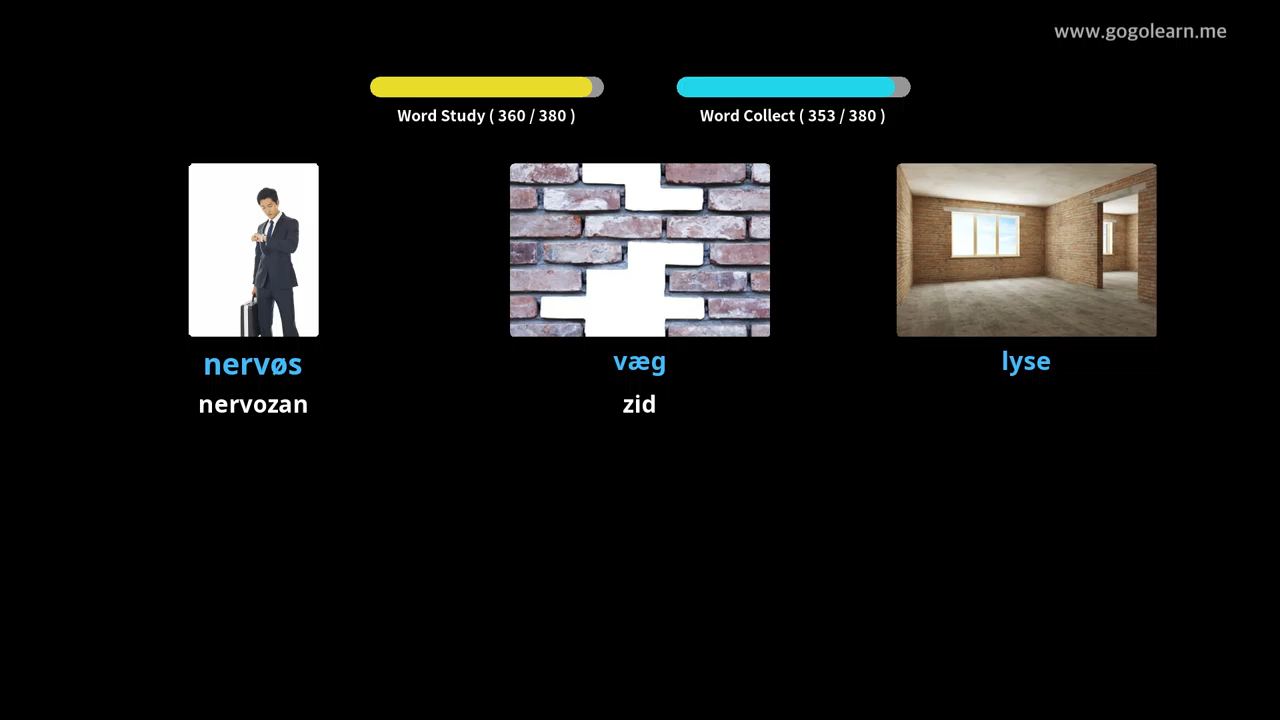 www.gogolearn.me
Word Study ( 360 / 380 )
Word Collect ( 353 / 380 )
nervøs
væg
lyse
nervozan
zid